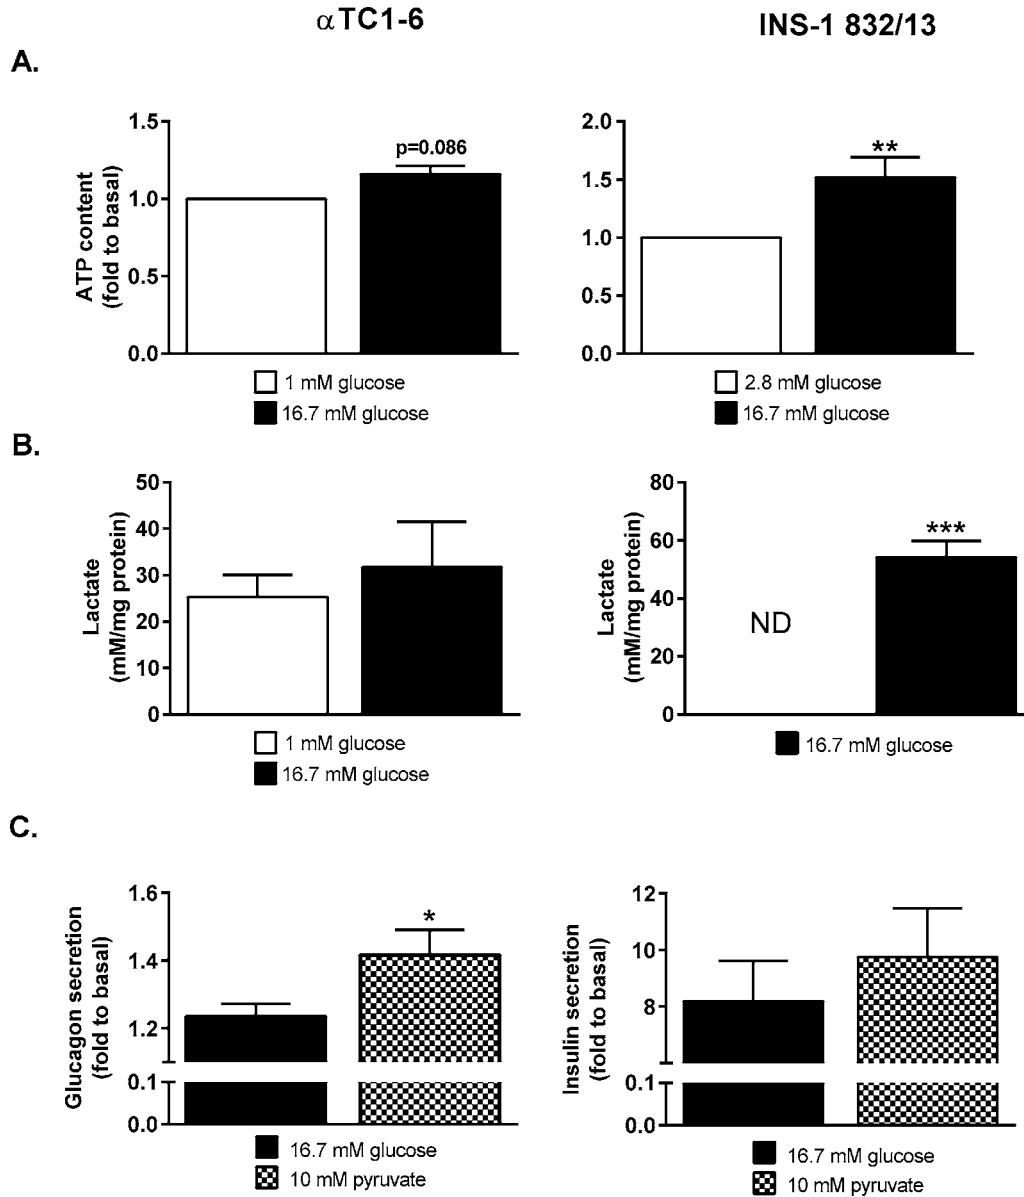 αTC1-6
INS-1 832/13
A.
ATP content
(fold to basal)
1.5
1.0
0.5
0.0
p=0.086
1 mM glucose
16.7 mM glucose
2.0
1.5
1.0
0.5
0.0
**
2.8 mM glucose
16.7 mM glucose
B.
Lactate
(mM/mg protein)
50
40
30
20
10
0
1 mM glucose
16.7 mM glucose
Lactate
(mM/mg protein)
80
60
40
20
0
ND
***
16.7 mM glucose
C.
Glucagon secretion
(fold to basal)
1.6
1.4
1.2
0.1
0.0
*
16.7 mM glucose
10 mM pyruvate
Insulin secretion
(fold to basal)
12
10
8
0.1
0.0
16.7 mM glucose
10 mM pyruvate